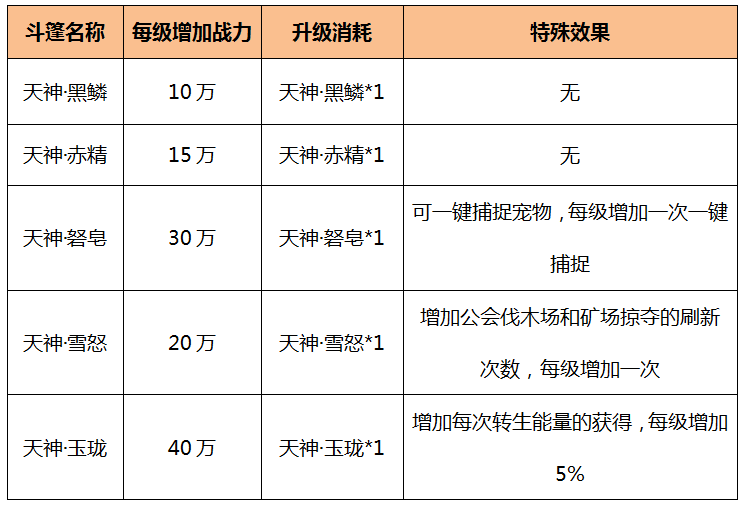 斗篷名称 每级增加战力 升级消耗 特殊效果
天神·黑鳞 10万 天神·黑鳞*1 无
天神·赤精 15万 天神·赤精*1 无
天神·砮皂 30万 天神·砮皂*1 可一键捕捉宠物，每级增加一次一键
捕捉
天神·雪怒 20万 天神·雪怒*1 增加公会伐木场和矿场掠夺的刷新
次数，每级增加一次
天神·玉珑 40万 天神·玉珑*1 增加每次转生能量的获得，每级增加
5%